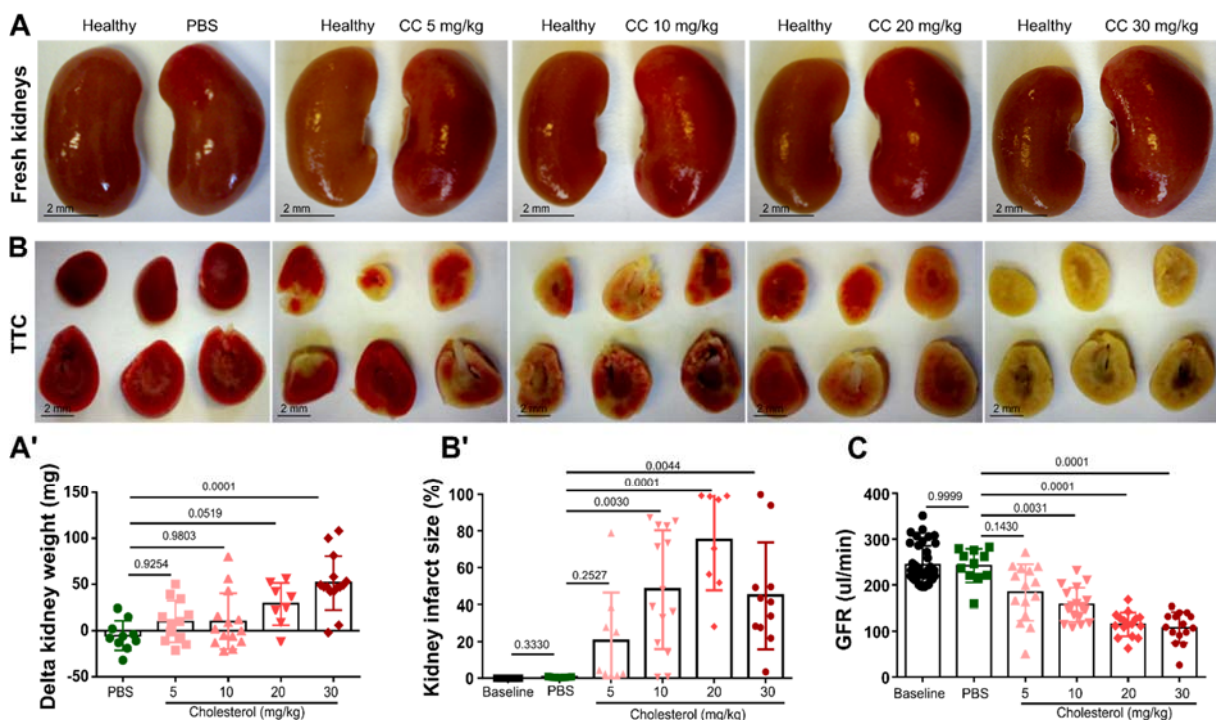 A
Healthy PBS
Healthy CC 5 mg/kg
Healthy CC 10 mg/kg
Healthy CC 20 mg/kg
Healthy CC 30 mg/kg
Fresh kidneys
2 mm
2 mm
2 mm
2 mm
2 mm
B
TTC
2 mm
2 mm
2 mm
2 mm
2 mm
A'
Delta kidney weight (mg)
150
100
50
0
-50
0.0001
0.0519
0.9803
0.9254
PBS 5 10 20 30
Cholesterol (mg/kg)
B'
Kidney infarct size (%)
100
80
60
40
20
0
0.0044
0.0001
0.0030
0.2527
0.3330
Baseline PBS 5 10 20 30
Cholesterol (mg/kg)
C
GFR (ul/min)
400
300
200
100
0
0.0001
0.0001
0.0031
0.1430
0.9999
Baseline PBS 5 10 20 30
Cholesterol (mg/kg)